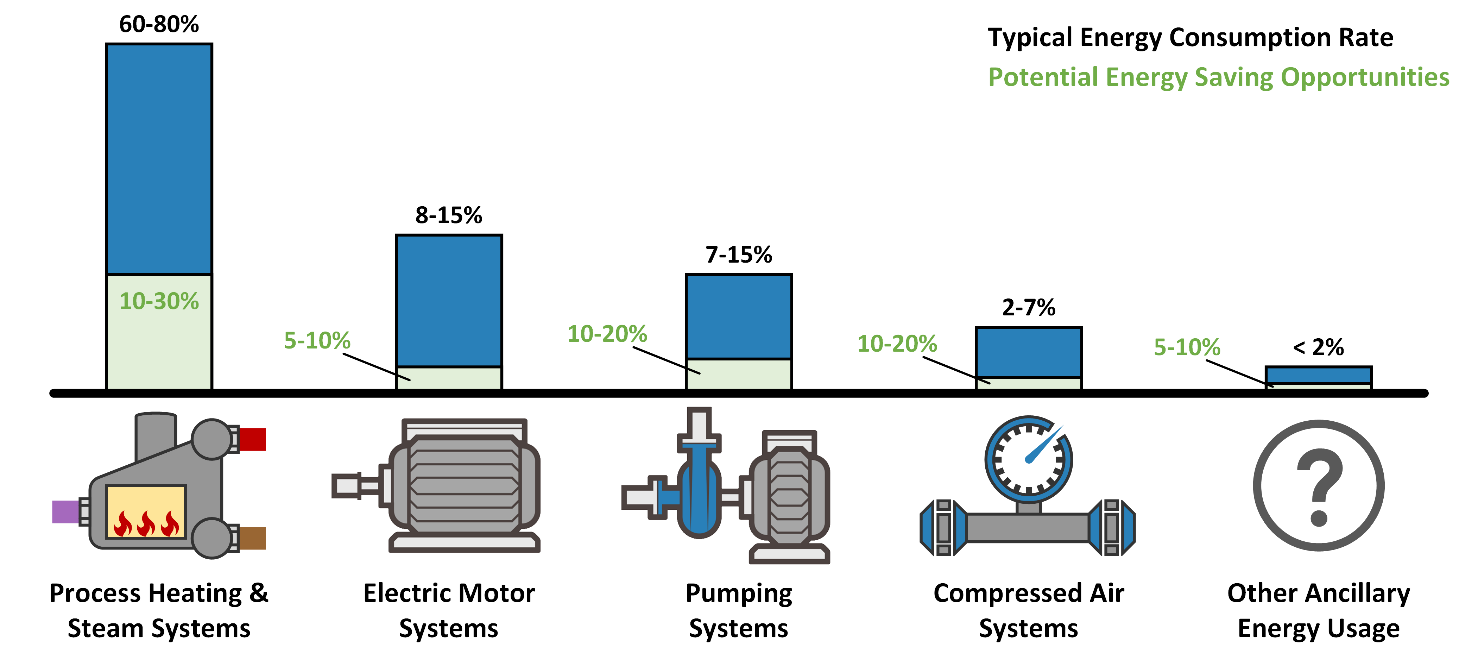 60-80%
Typical Energy Consumption Rate
Potential Energy Saving Opportunities
8-15%
7-15%
10-30%
2-7%
5-10%
10-20%
10-20%
5-10%
< 2%
?
Process Heating &
Steam Systems
Electric Motor
Systems
Pumping
Systems
Compressed Air
Systems
Other Ancillary
Energy Usage